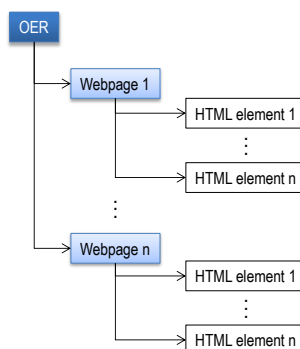 OER
Webpage 1
HTML element 1
⋮
HTML element n
⋮
Webpage n
HTML element 1
⋮
HTML element n